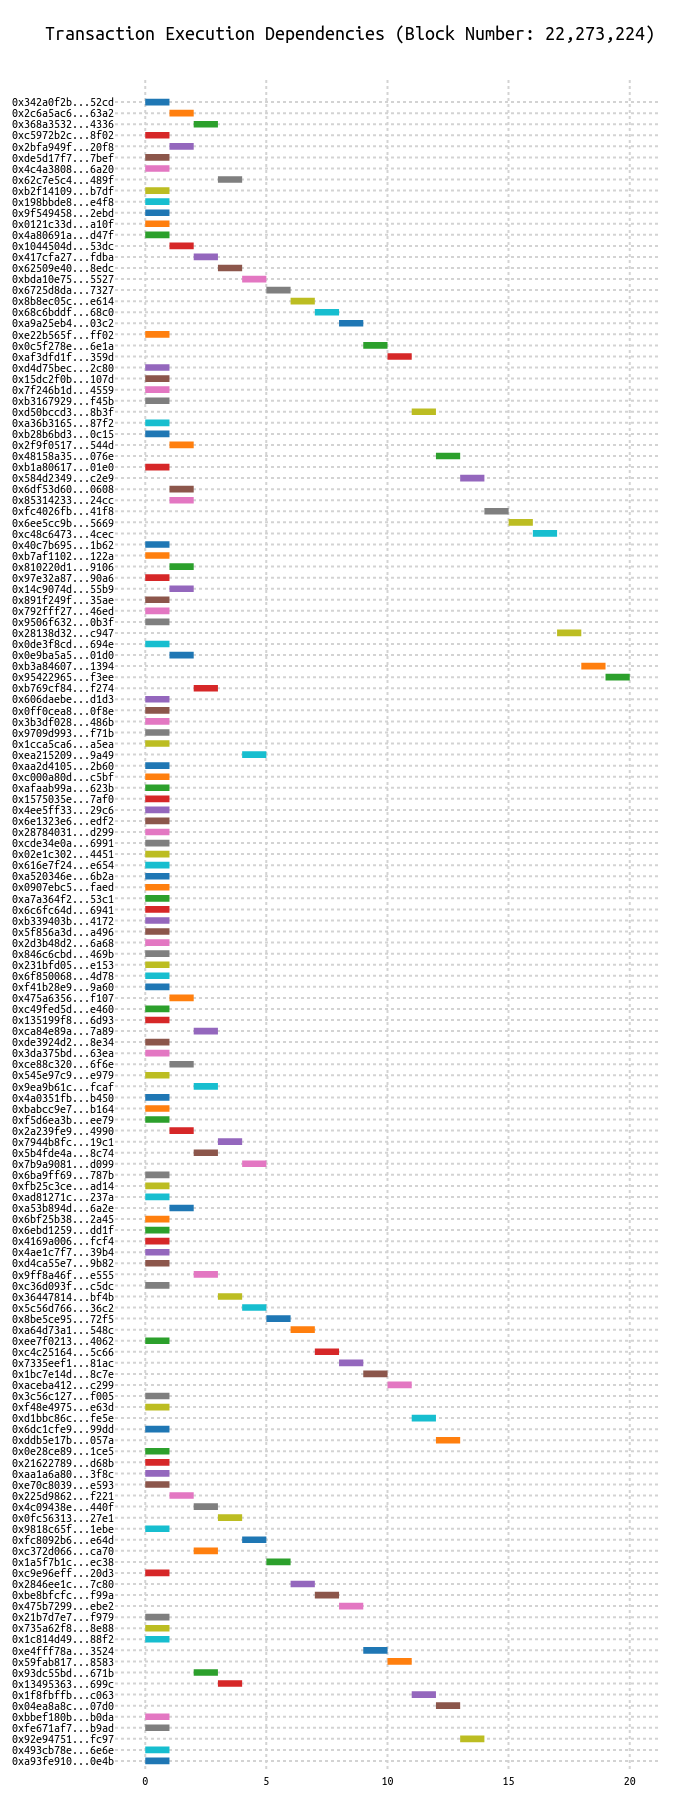 Transaction Execution Dependencies (Block Number: 22,273,224)
0x342a0f2b...52cd
0x2c6a5ac6...63a2
0x368a3532...4336
0xc5972b2c...8f02
0x2bfa949f...20f8
0xde5d17f7...7bef
0x4c4a3808...6a20
0x62c7e5c4...489f
0xb2f14109...b7df
0x198bbde8...e4f8
0x9f549458...2ebd
0x0121c33d...a10f
0x4a80691a...d47f
0x1044504d...53dc
0x417cfa27...fdba
0x62509e40...8edc
0xbda10e75...5527
0x6725d8da...7327
0x8b8ec05c...e614
0x68c6bddf...68c0
0xa9a25eb4...03c2
0xe22b565f...ff02
0x0c5f278e...6e1a
0xaf3dfd1f...359d
0xd4d75bec...2c80
0x15dc2f0b...107d
0x7f246b1d...4559
0xb3167929...f45b
0xd50bccd3...8b3f
0xa36b3165...87f2
0xb28b6bd3...0c15
0x2f9f0517...544d
0x48158a35...076e
0xb1a80617...01e0
0x584d2349...c2e9
0x6df53d60...0608
0x85314233...24cc
0xfc4026fb...41f8
0x6ee5cc9b...5669
0xc48c6473...4cec
0x40c7b695...1b62
0xb7af1102...122a
0x810220d1...9106
0x97e32a87...90a6
0x14c9074d...55b9
0x891f249f...35ae
0x792fff27...46ed
0x9506f632...0b3f
0x28138d32...c947
0x0de3f8cd...694e
0x0e9ba5a5...01d0
0xb3a84607...1394
0x95422965...f3ee
0xb769cf84...f274
0x606daebe...d1d3
0x0ff0cea8...0f8e
0x3b3df028...486b
0x9709d993...f71b
0x1cca5ca6...a5ea
0xea215209...9a49
0xaa2d4105...2b60
0xc000a80d...c5bf
0xafaab99a...623b
0x1575035e...7af0
0x4ee5ff33...29c6
0x6e1323e6...edf2
0x28784031...d299
0xcde34e0a...6991
0x02e1c302...4451
0x616e7f24...e654
0xa520346e...6b2a
0x0907ebc5...faed
0xa7a364f2...53c1
0x6c6fc64d...6941
0xb339403b...4172
0x5f856a3d...a496
0x2d3b48d2...6a68
0x846c6cbd...469b
0x231bfd05...e153
0x6f850068...4d78
0xf41b28e9...9a60
0x475a6356...f107
0xc49fed5d...e460
0x135199f8...6d93
0xca84e89a...7a89
0xde3924d2...8e34
0x3da375bd...63ea
0xce88c320...6f6e
0x545e97c9...e979
0x9ea9b61c...fcaf
0x4a0351fb...b450
0xbabcc9e7...b164
0xf5d6ea3b...ee79
0x2a239fe9...4990
0x7944b8fc...19c1
0x5b4fde4a...8c74
0x7b9a9081...d099
0x6ba9ff69...787b
0xfb25c3ce...ad14
0xad81271c...237a
0xa53b894d...6a2e
0x6bf25b38...2a45
0x6ebd1259...dd1f
0x4169a006...fcf4
0x4ae1c7f7...39b4
0xd4ca55e7...9b82
0x9ff8a46f...e555
0xc36d093f...c5dc
0x36447814...bf4b
0x5c56d766...36c2
0x8be5ce95...72f5
0xa64d73a1...548c
0xee7f0213...4062
0xc4c25164...5c66
0x7335eef1...81ac
0x1bc7e14d...8c7e
0xaceba412...c299
0x3c56c127...f005
0xf48e4975...e63d
0xd1bbc86c...fe5e
0x6dc1cfe9...99dd
0xddb5e17b...057a
0x0e28ce89...1ce5
0x21622789...d68b
0xaa1a6a80...3f8c
0xe70c8039...e593
0x225d9862...f221
0x4c09438e...440f
0x0fc56313...27e1
0x9818c65f...1ebe
0xfc8092b6...e64d
0xc372d066...ca70
0x1a5f7b1c...ec38
0xc9e96eff...20d3
0x2846ee1c...7c80
0xbe8bfcfc...f99a
0x475b7299...ebe2
0x21b7d7e7...f979
0x735a62f8...8e88
0x1c814d49...88f2
0xe4fff78a...3524
0x59fab817...8583
0x93dc55bd...671b
0x13495363...699c
0x1f8fbffb...c063
0x04ea8a8c...07d0
0xbbef180b...b0da
0xfe671af7...b9ad
0x92e94751...fc97
0x493cb78e...6e6e
0xa93fe910...0e4b
0 5 10 15 20